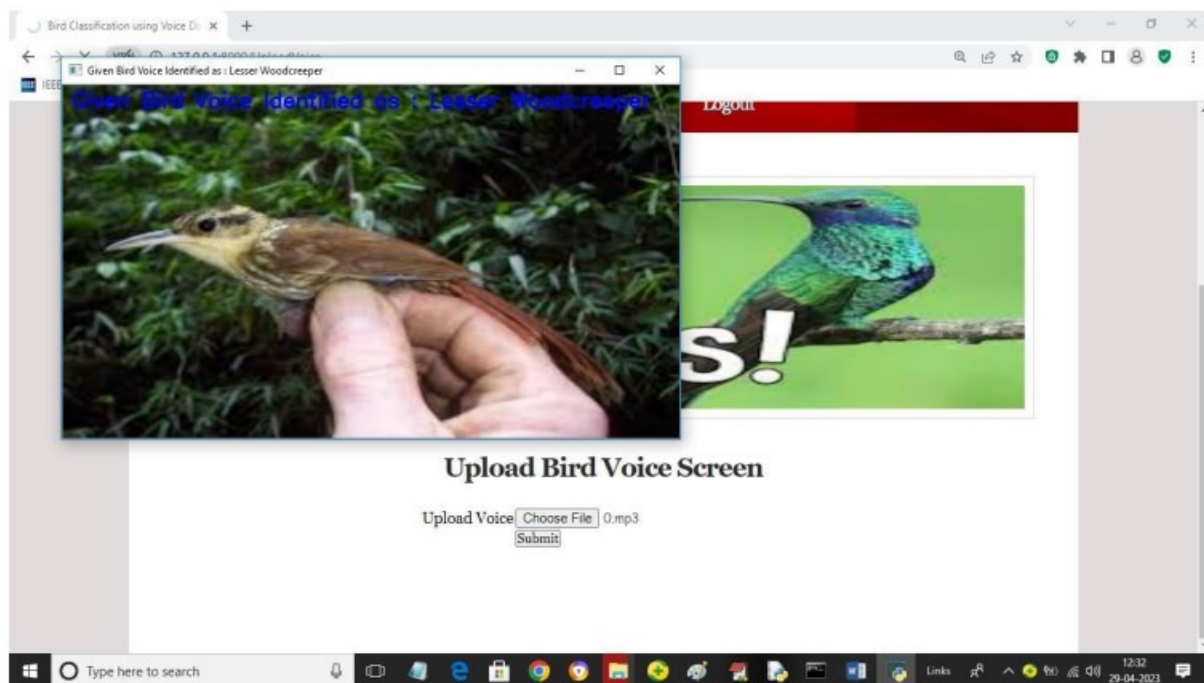 Bird Classification using Voice D
Given Bird Voice Identified as : Lesser Woodcreeper
IEEE
Given Bird Voice Identified as : Lesser Woodcreeper
Logout
s!
Upload Bird Voice Screen
Upload Voice Choose File 0.mp3
Submit
Type here to search
Links
12:32
29-04-2023